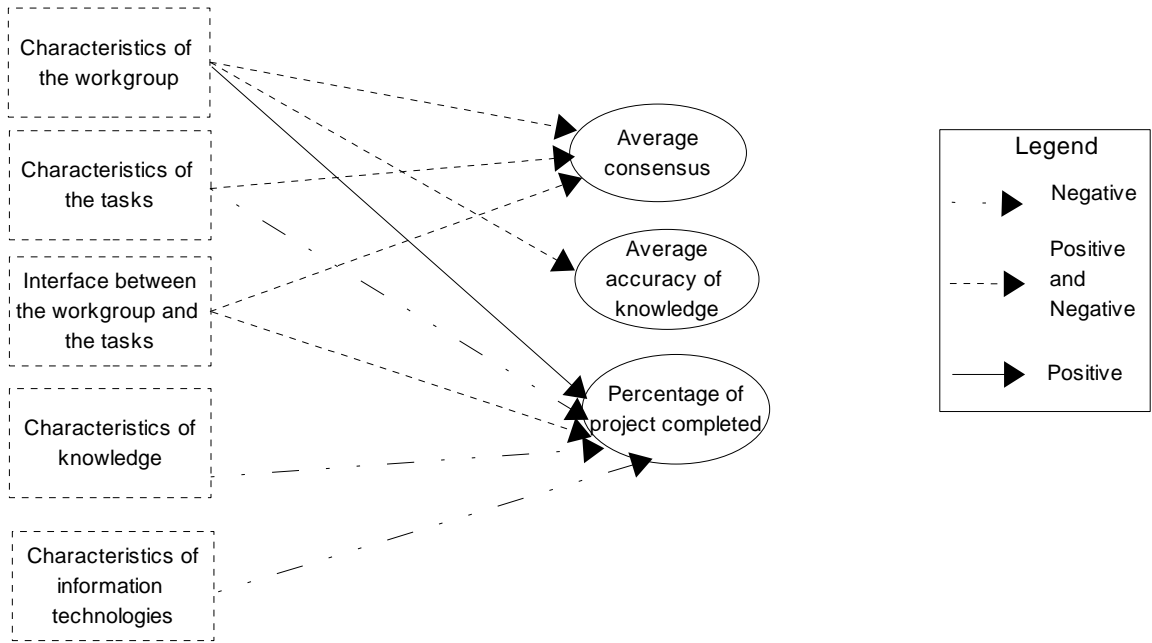 Characteristics of
the workgroup
Characteristics of
the tasks
Interface between
the workgroup and
the tasks
Characteristics of
knowledge
Characteristics of
information
technologies
Average
consensus
Average
accuracy of
knowledge
Percentage of
project completed
Legend
Negative
Positive
and
Negative
Positive